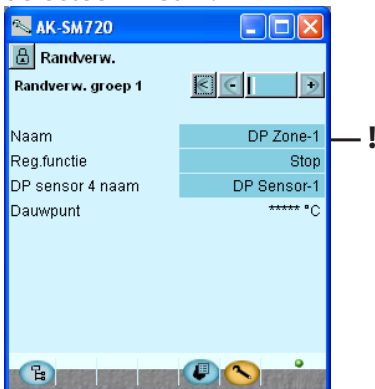 AK-SM720
Randverw.
Randverw. groep 1
Naam DP Zone-1 !
Reg.functie Stop
DP sensor 4 naam DP Sensor-1
Dauwpunt ***** °C